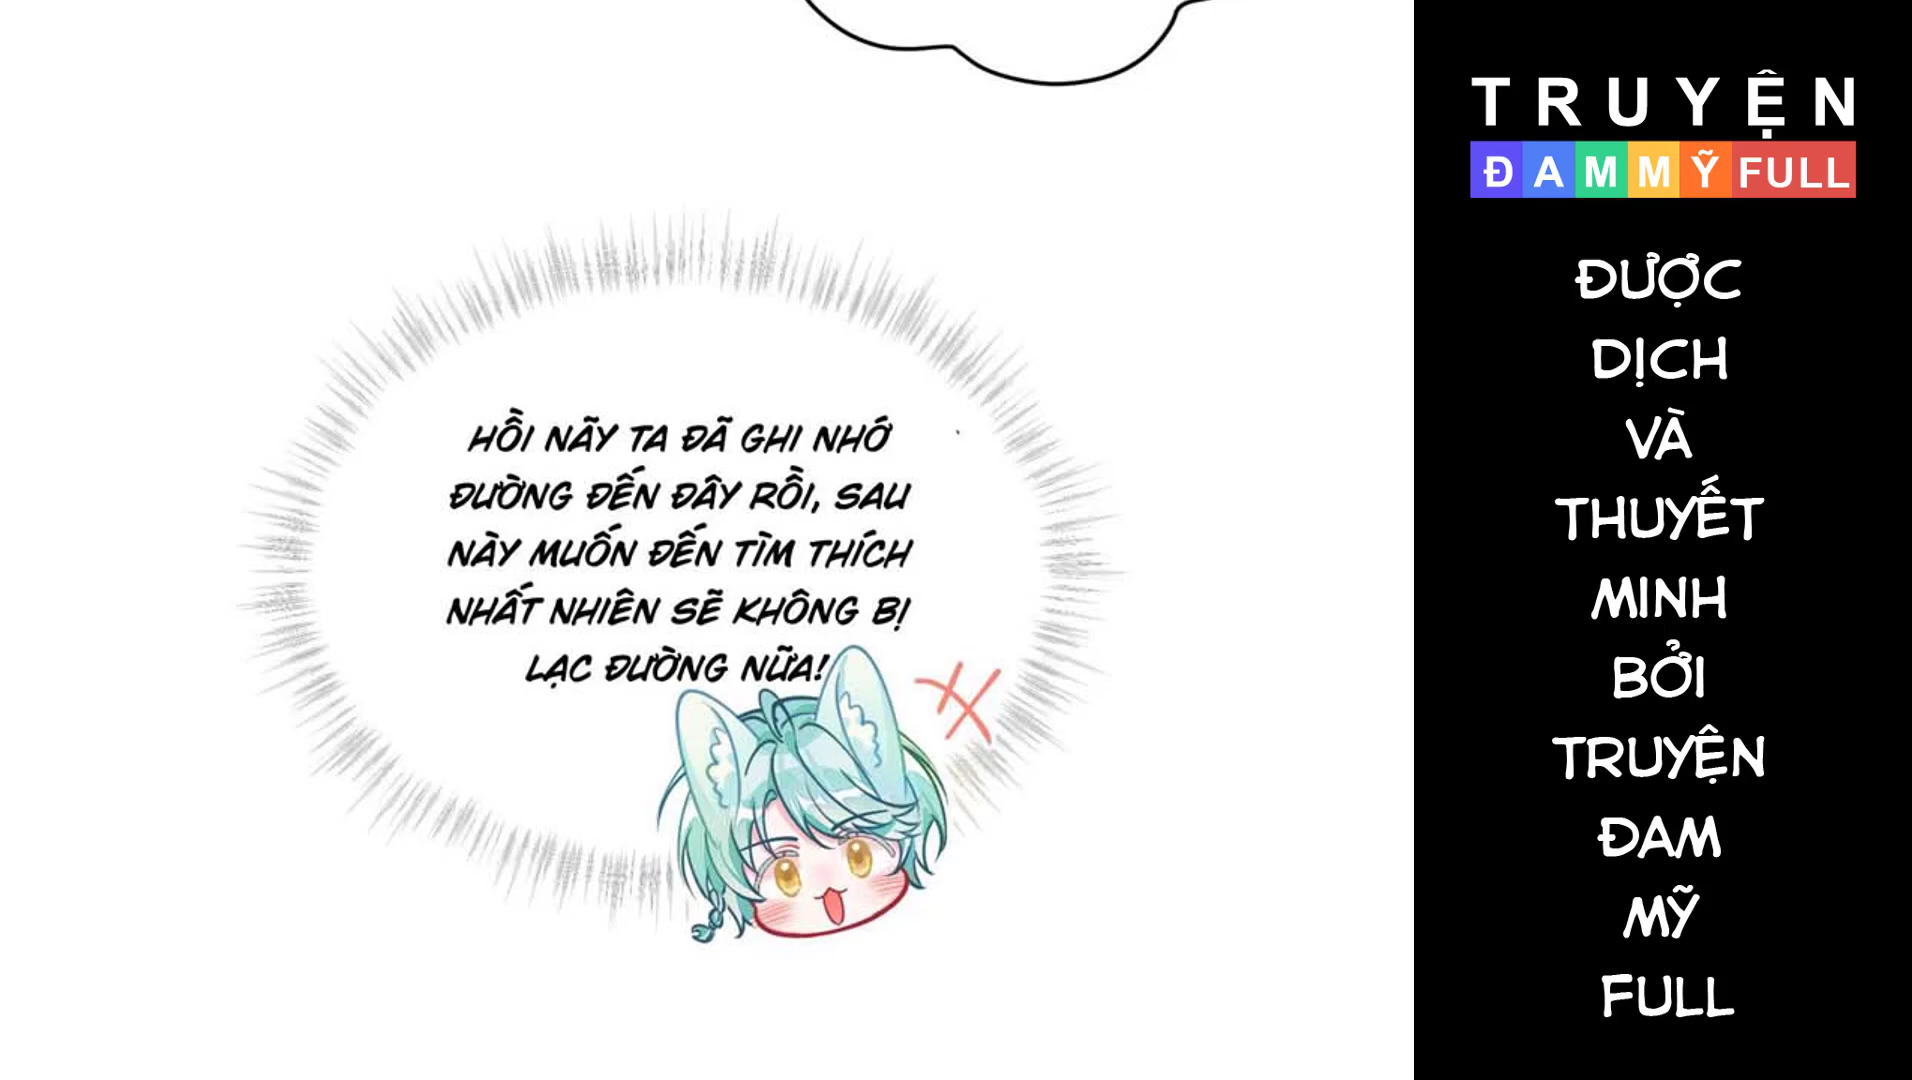 HỒI NÃY TA ĐÃ GHI NHỚ
ĐƯỜNG ĐẾN ĐÂY RỒI, SAU
NÀY MUỐN ĐẾN TÌM THÍCH
NHẤT NHIÊN SẼ KHÔNG BỊ
LẠC ĐƯỜNG NỮA!
TRUYỆN
ĐAMMỸFULL
ĐƯỢC
DỊCH
VÀ
THUYẾT
MINH
BỞI
TRUYỆN
ĐAM
MỸ
FULL